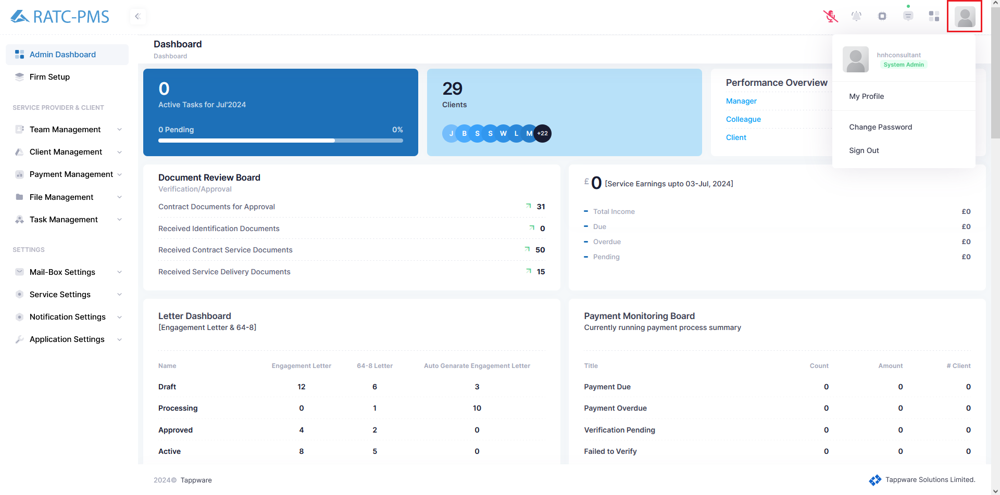 RATC-PMS
Admin Dashboard
Firm Setup
SERVICE PROVIDER & CLIENT
Team Management
Client Management
Payment Management
File Management
Task Management
SETTINGS
Mail-Box Settings
Service Settings
Notification Settings
Application Settings
Dashboard
Dashboard
0
Active Tasks for Jul'2024
0 Pending 0%
29
Clients
J B S S W L M +22
Performance Overview
Manager
Colleague
Client
hnhconsultant
System Admin
My Profile
Change Password
Sign Out
Document Review Board
Verification/Approval
Contract Documents for Approval 31
Received Identification Documents 0
Received Contract Service Documents 50
Received Service Delivery Documents 15
£ 0 [Service Earnings upto 03-Jul, 2024]
Total Income £0
Due £0
Overdue £0
Pending £0
Letter Dashboard
[Engagement Letter & 64-8]
Name Engagement Letter 64-8 Letter Auto Genarate Engagement Letter
Draft 12 6 3
Processing 0 1 10
Approved 4 2 0
Active 8 5 0
Payment Monitoring Board
Currently running payment process summary
Title Count Amount # Client
Payment Due 0 0 0
Payment Overdue 0 0 0
Verification Pending 0 0 0
Failed to Verify 0 0 0
2024© Tappware
Tappware Solutions Limited.